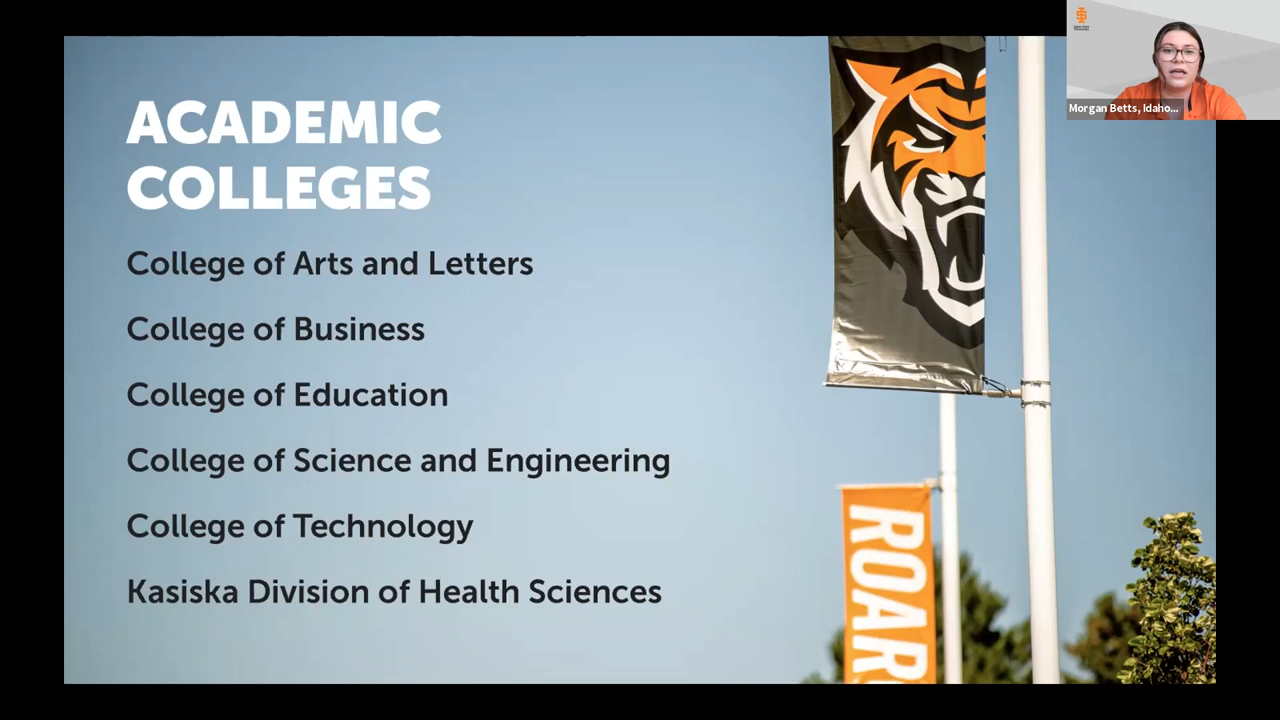 ACADEMIC
COLLEGES
College of Arts and Letters
College of Business
College of Education
College of Science and Engineering
College of Technology
Kasiska Division of Health Sciences
ROAR
Morgan Betts, Idaho...